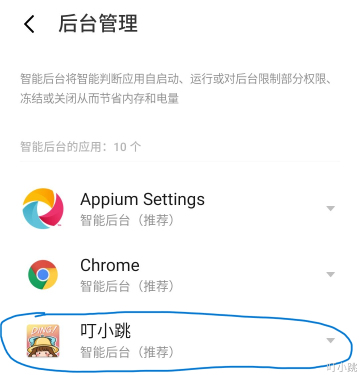 后台管理
智能后台将智能判断应用自启动、运行或对后台限制部分权限、
冻结或关闭从而节省内存和电量
智能后台的应用：10 个
Appium Settings
智能后台（推荐）
Chrome
智能后台（推荐）
DING!
叮小跳
智能后台（推荐）
叮小跳